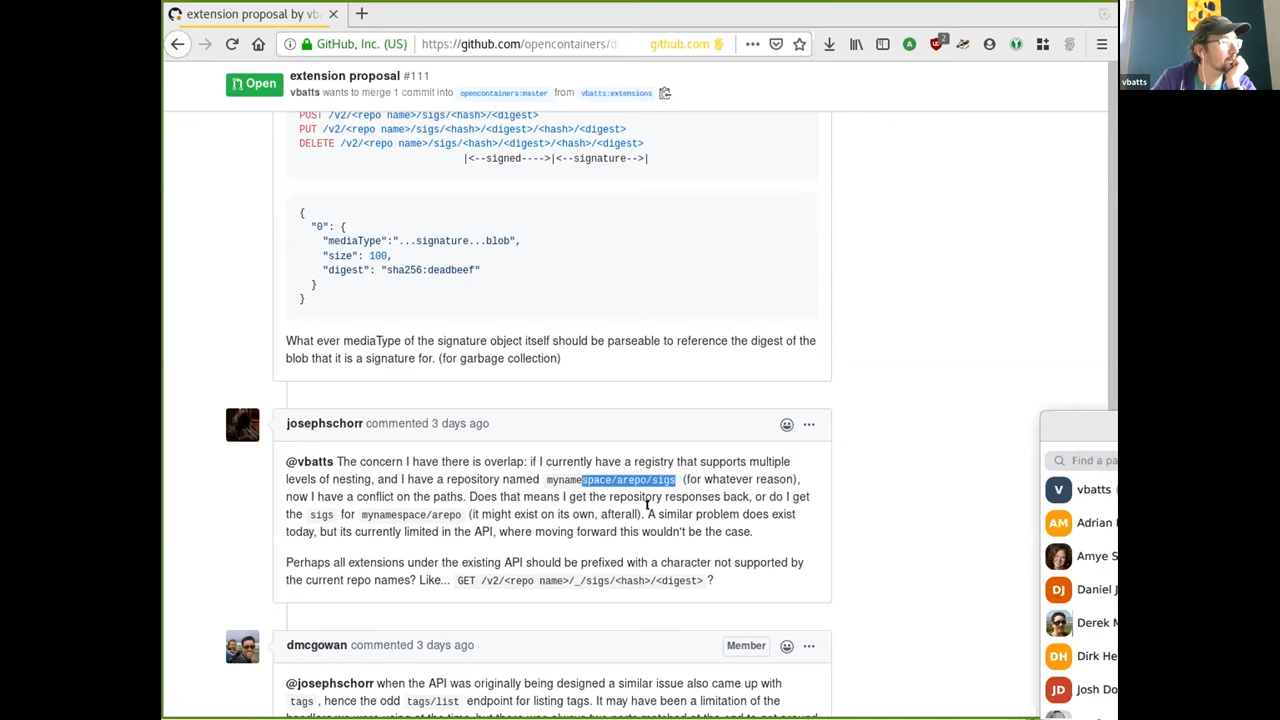 extension proposal by vb
GitHub, Inc. (US)
https://github.com/opencontainers/d
github.com
2
Open
extension proposal #111
vbatts wants to merge 1 commit into opencontainers:master from vbatts:extensions
POST /v2/<repo name>/sigs/<hash>/<digest>
PUT /v2/<repo name>/sigs/<hash>/<digest>/<hash>/<digest>
DELETE /v2/<repo name>/sigs/<hash>/<digest>/<hash>/<digest>
|<--signed---->|<--signature-->|
{
"0": {
"mediaType":"...signature...blob",
"size": 100,
"digest": "sha256:deadbeef"
}
}
What ever mediaType of the signature object itself should be parseable to reference the digest of the
blob that it is a signature for. (for garbage collection)
josephschorr commented 3 days ago
@vbatts The concern I have there is overlap: if I currently have a registry that supports multiple
levels of nesting, and I have a repository named mynamespace/arepo/sigs (for whatever reason),
now I have a conflict on the paths. Does that means I get the repository responses back, or do I get
the sigs for mynamespace/arepo (it might exist on its own, afterall). A similar problem does exist
today, but its currently limited in the API, where moving forward this wouldn't be the case.
Perhaps all extensions under the existing API should be prefixed with a character not supported by
the current repo names? Like... GET /v2/<repo name>/_/sigs/<hash>/<digest> ?
dmcgowan commented 3 days ago
Member
@josephschorr when the API was originally being designed a similar issue also came up with
tags , hence the odd tags/list endpoint for listing tags. It may have been a limitation of the
vbatts
Find a pa
vbatts
AM Adrian
Amye S
DJ Daniel J
Derek M
DH Dirk He
JD Josh Do